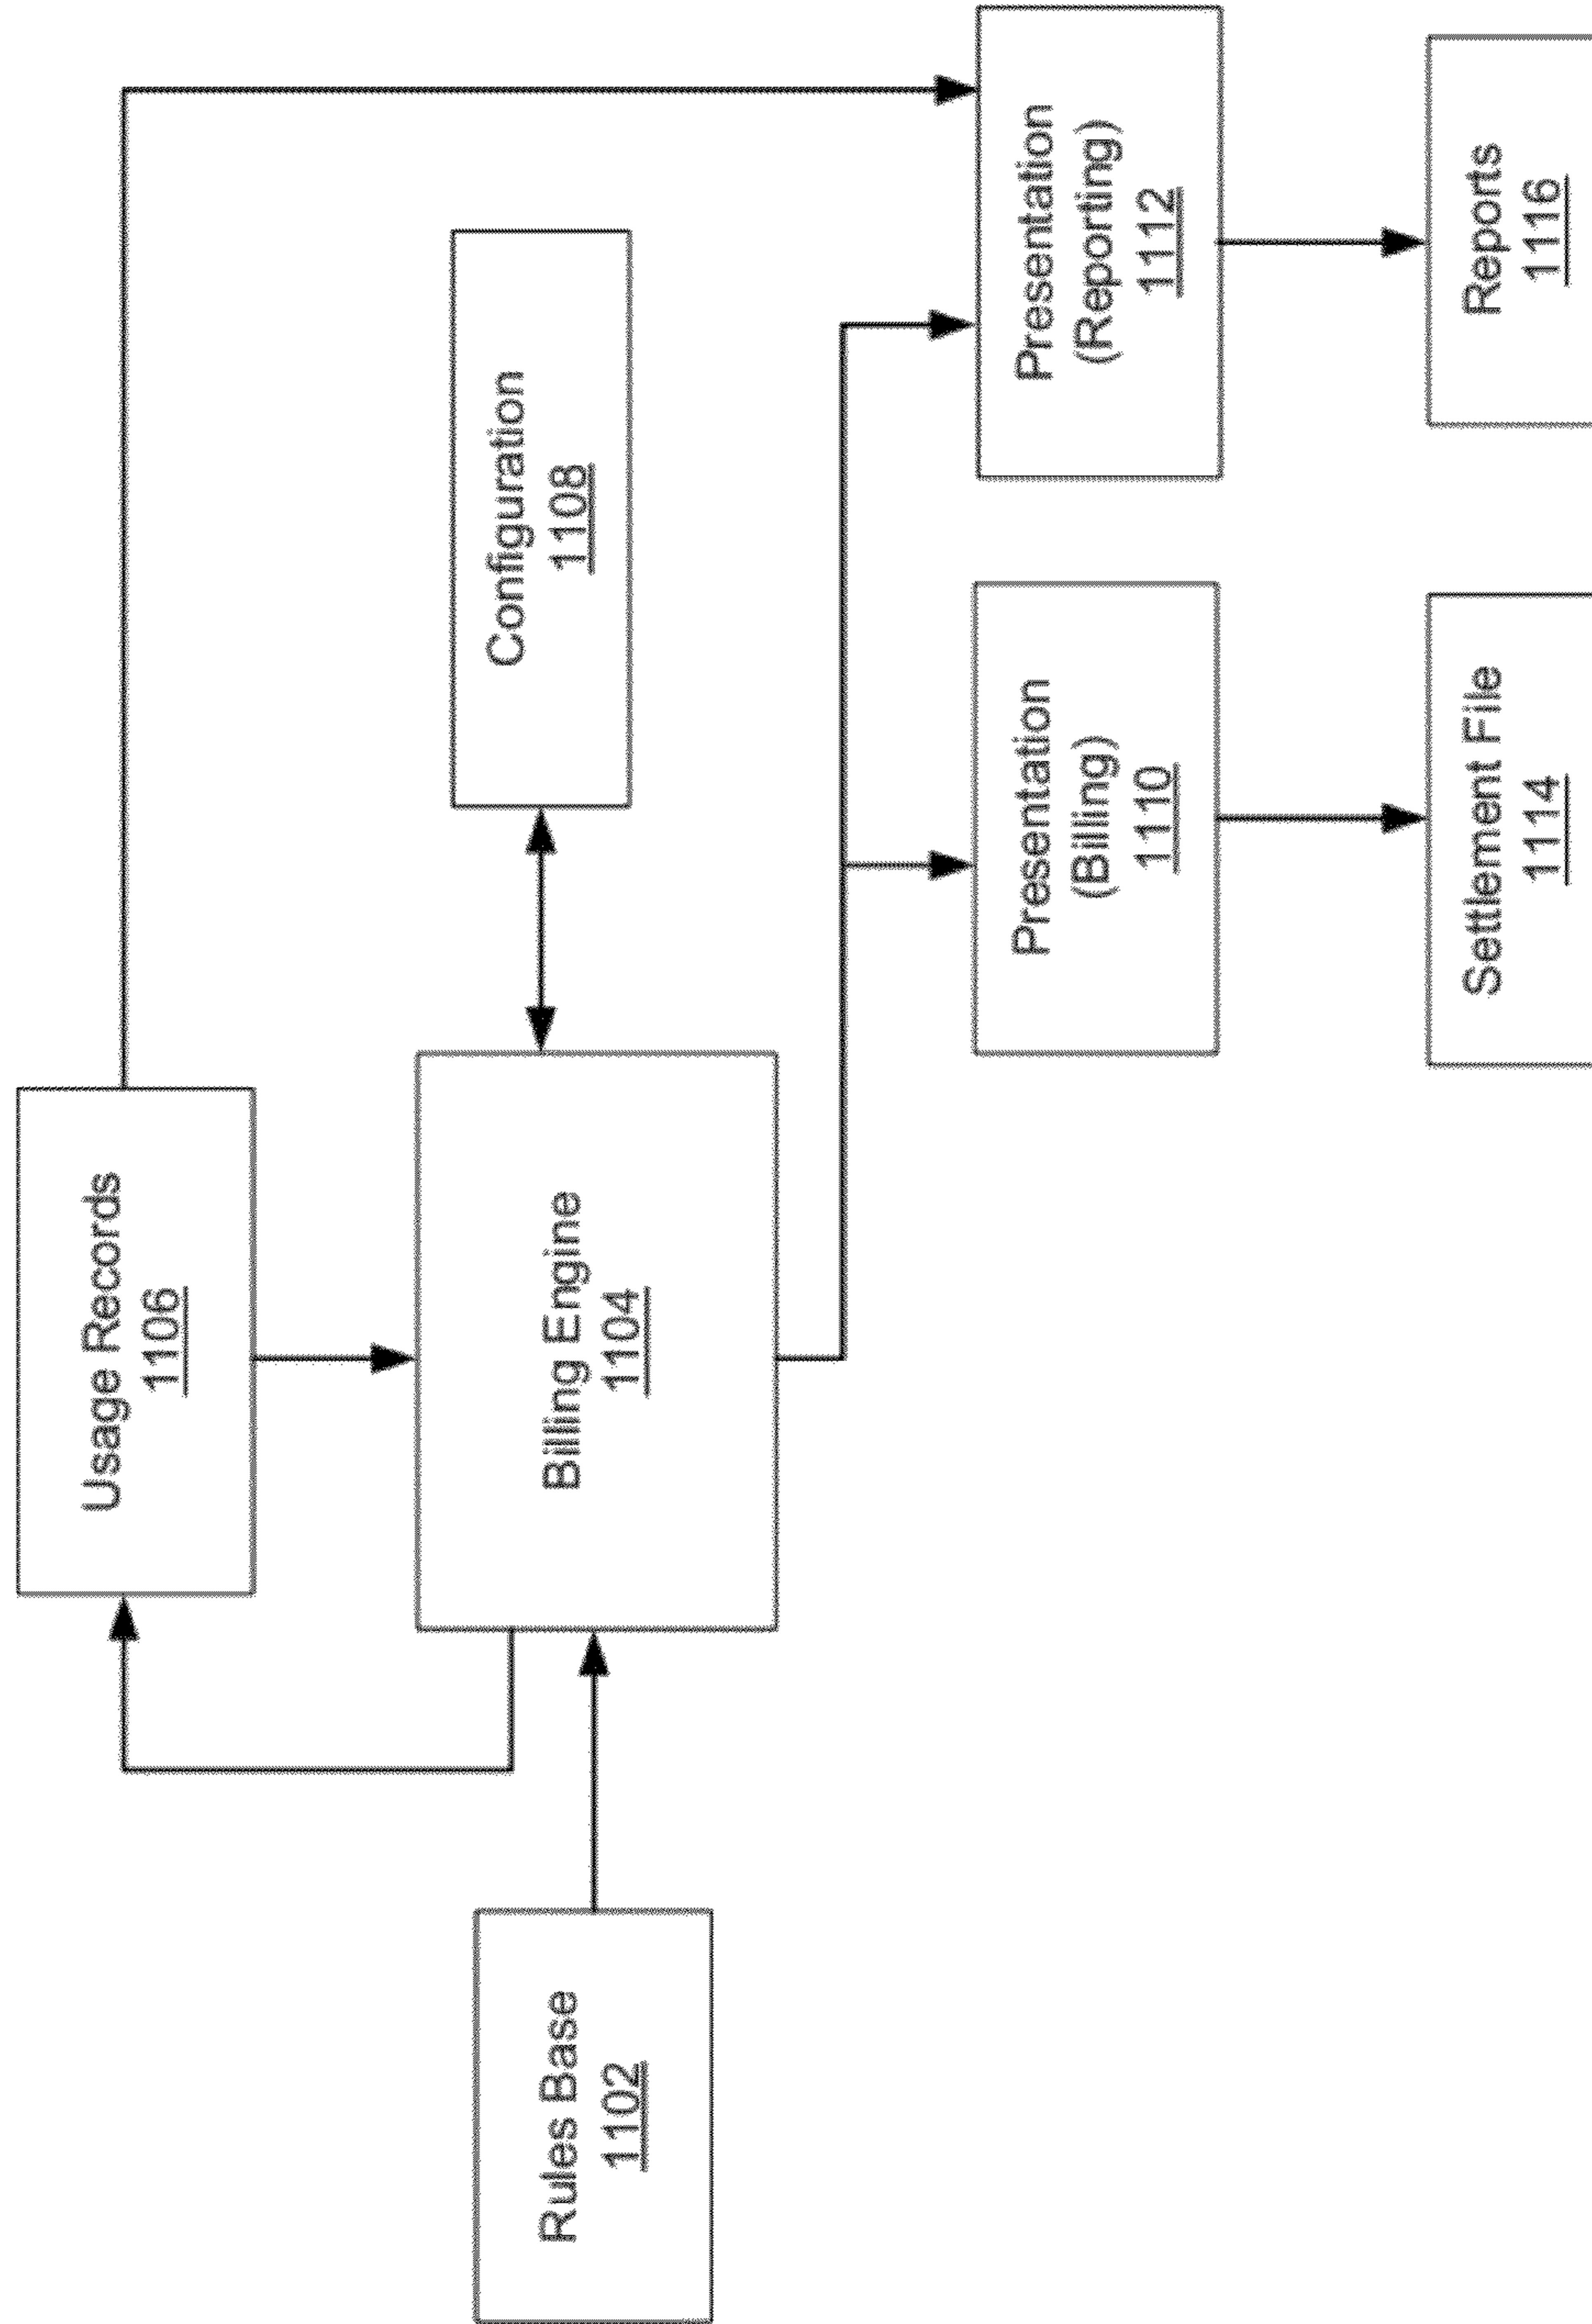 Usage Records
1106
Rules Base
1102
Billing Engine
1104
Configuration
1108
Presentation
(Billing)
1110
Presentation
(Reporting)
1112
Settlement File
1114
Reports
1116